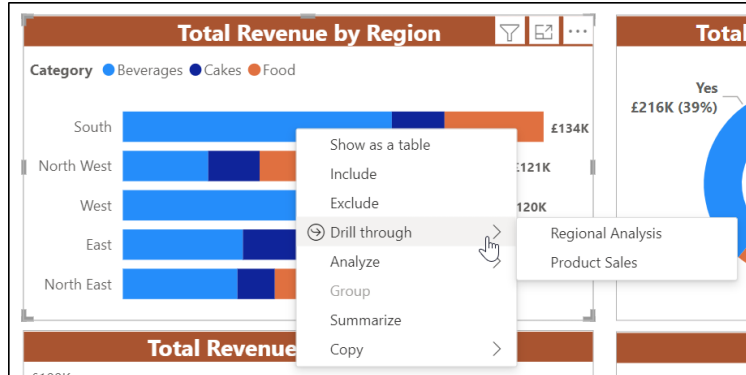 Total Revenue by Region
Total
Category Beverages Cakes Food
Yes
£216K (39%)
South
£134K
Show as a table
North West
£121K
Include
West
120K
Exclude
Drill through
Regional Analysis
East
Analyze
Product Sales
North East
Group
Summarize
Total Revenue
Copy